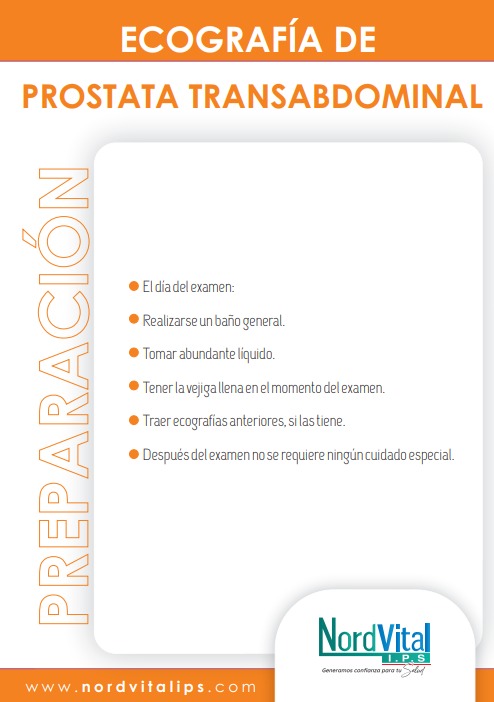 ECOGRAFÍA DE
PROSTATA TRANSABDOMINAL
PREPARACIÓN
El día del examen:
Realizarse un baño general.
Tomar abundante líquido.
Tener la vejiga llena en el momento del examen.
Traer ecografías anteriores, si las tiene.
Después del examen no se requiere ningún cuidado especial.
NordVital
I.P.S
Generamos confianza para tu Salud
www.nordvitalips.com